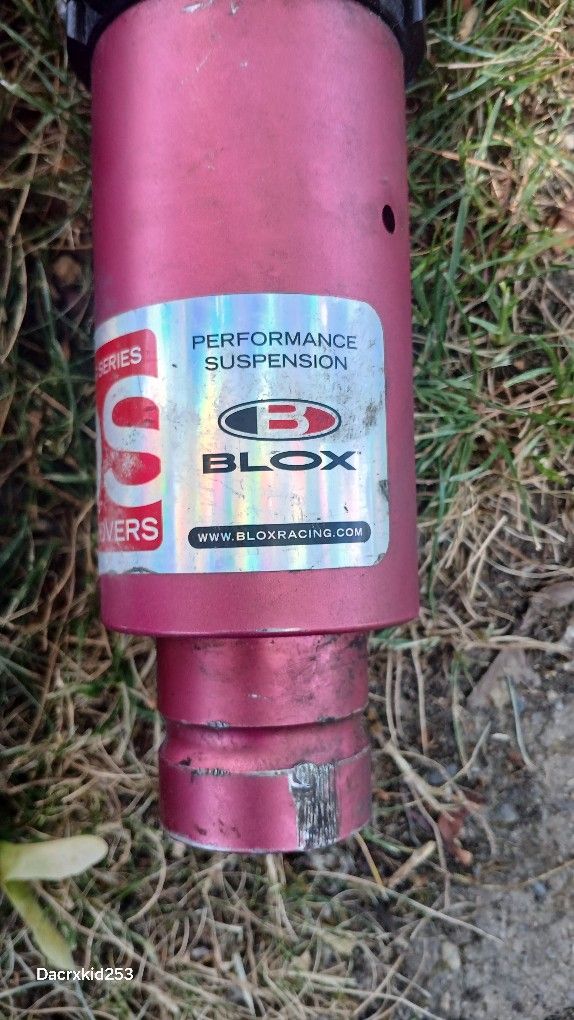 PERFORMANCE
SUSPENSION
SERIES
S
B
BLOX
OVERS
WWW.BLOXRACING.COM
Dacrxkid253